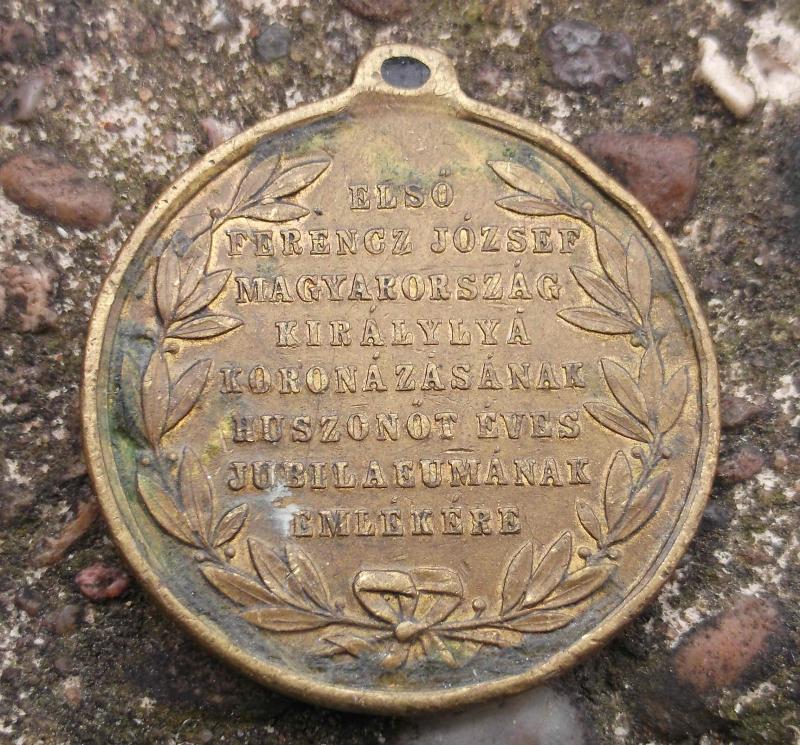 ELSŐ
FERENCZ JÓZSEF
MAGYARORSZÁG
KIRÁLYLYÁ
KORONÁZÁSÁNAK
HUSZONÖT ÉVES
JUBILAEUMÁNAK
EMLÉKÉRE